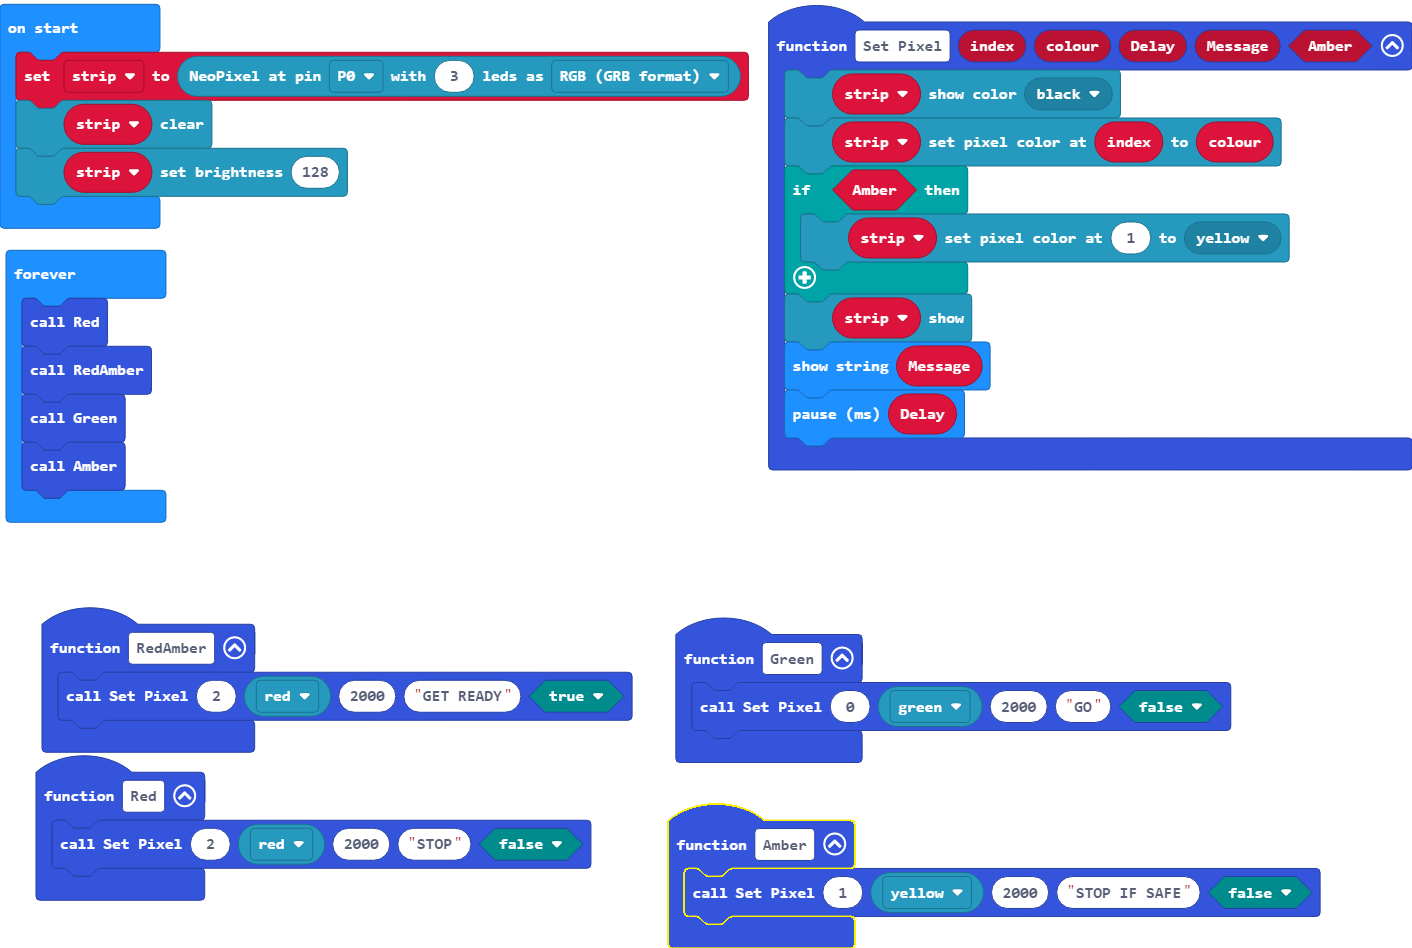 on start
set strip to NeoPixel at pin P0 with 3 leds as RGB (GRB format)
strip clear
strip set brightness 128
forever
call Red
call RedAmber
call Green
call Amber
function Set Pixel index colour Delay Message Amber
strip show color black
strip set pixel color at index to colour
if Amber then
strip set pixel color at 1 to yellow
strip show
show string Message
pause (ms) Delay
function RedAmber
call Set Pixel 2 red 2000 "GET READY" true
function Red
call Set Pixel 2 red 2000 "STOP" false
function Green
call Set Pixel 0 green 2000 "GO" false
function Amber
call Set Pixel 1 yellow 2000 "STOP IF SAFE" false